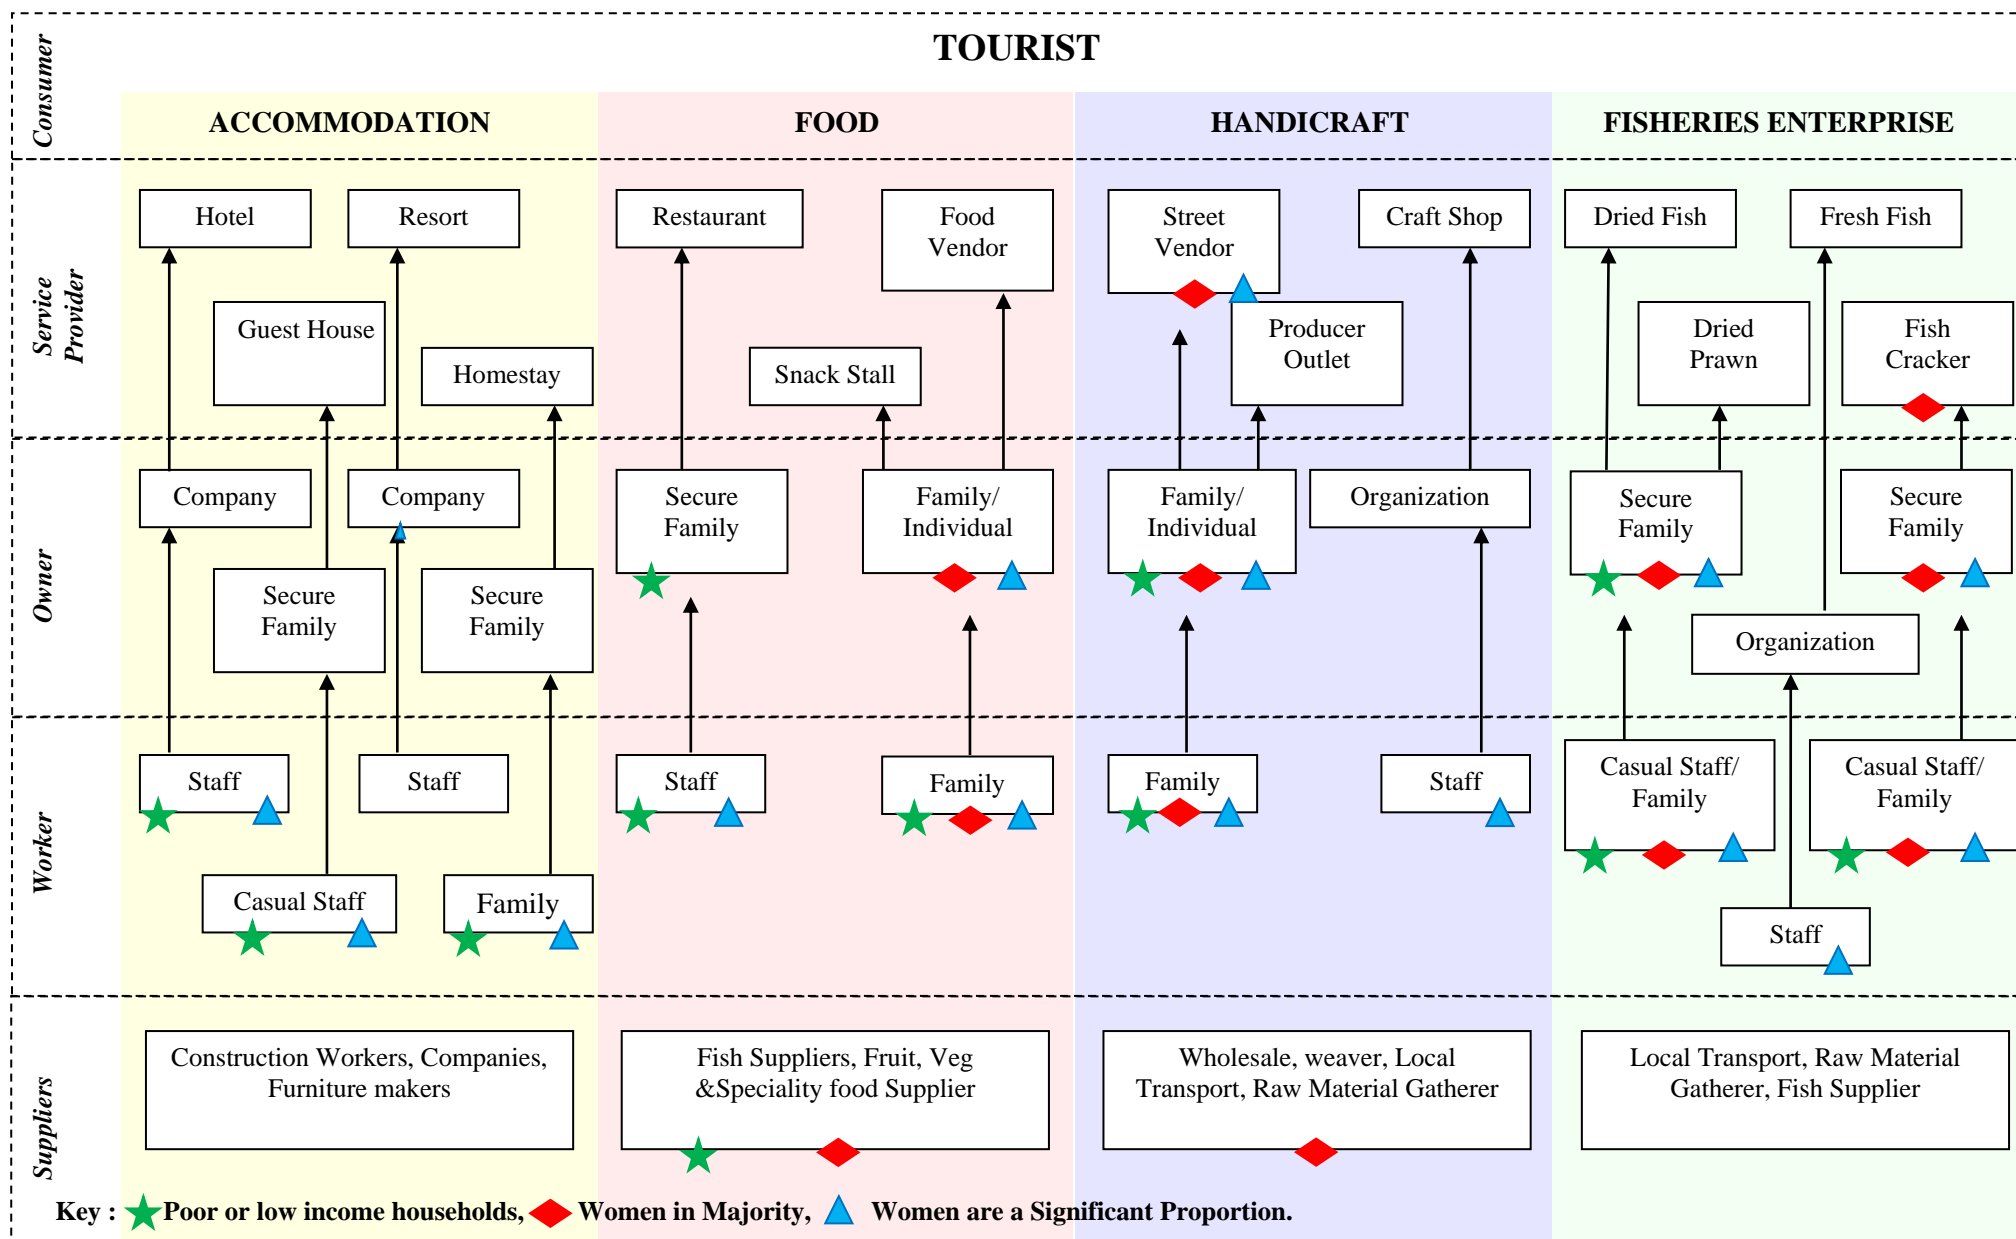 Consumer
TOURIST
ACCOMMODATION
FOOD
HANDICRAFT
FISHERIES ENTERPRISE
Service
Provider
Hotel
Resort
Guest House
Homestay
Restaurant
Food
Vendor
Snack Stall
Street
Vendor
Craft Shop
Producer
Outlet
Dried Fish
Fresh Fish
Dried
Prawn
Fish
Cracker
Owner
Company
Company
Secure
Family
Secure
Family
Secure
Family
Family/
Individual
Family/
Individual
Organization
Secure
Family
Secure
Family
Organization
Worker
Staff
Staff
Casual Staff
Family
Staff
Family
Family
Staff
Casual Staff/
Family
Casual Staff/
Family
Staff
Suppliers
Construction Workers, Companies,
Furniture makers
Fish Suppliers, Fruit, Veg
&Speciality food Supplier
Wholesale, weaver, Local
Transport, Raw Material Gatherer
Local Transport, Raw Material
Gatherer, Fish Supplier
Key : Poor or low income households, Women in Majority, Women are a Significant Proportion.